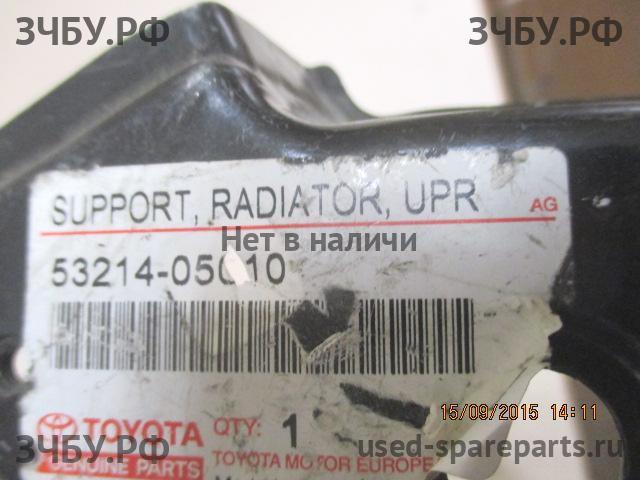 ЗЧБУ.РФ ЗЧБУ.РФ
SUPPORT, RADIATOR, UPR AG
Нет в наличи
53214-05010
TOYOTA QTY: 1
15/09/2015 14:11
ЗЧБУ.РФ used-spareparts.ru
GENUINE PARTS TOYOTA MOTOR EUROPE